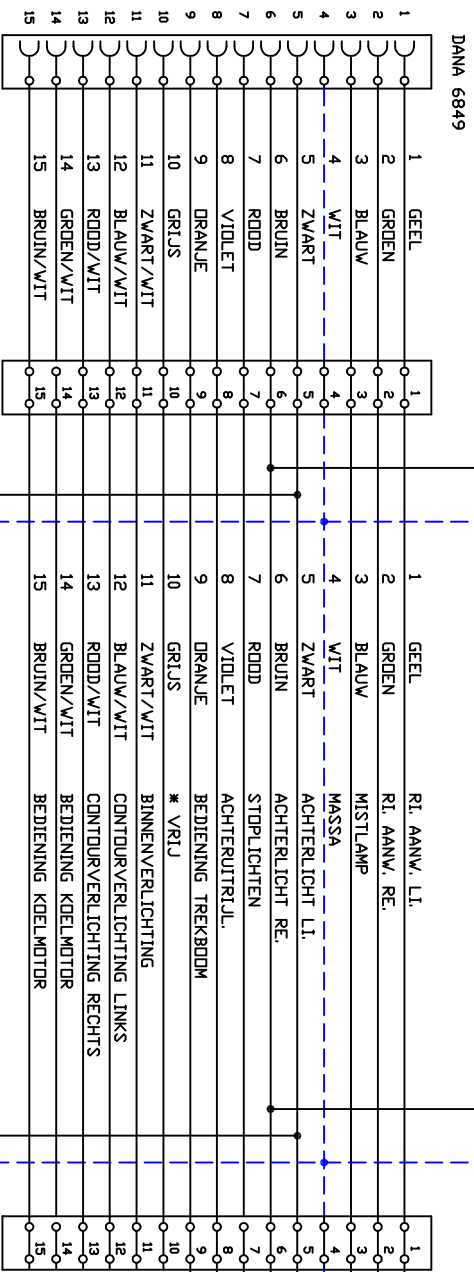 DANA 6849
1 1 GEEL 1 1 GEEL RI. AANW. LI. 1
2 2 GROEN 2 2 GROEN RI. AANW. RE. 2
3 3 BLAUW 3 3 BLAUW MISTLAMP 3
4 4 WIT 4 4 WIT MASSA 4
5 5 ZWART 5 5 ZWART ACHTERLICHT LI. 5
6 6 BRUIN 6 6 BRUIN ACHTERLICHT RE. 6
7 7 ROOD 7 7 ROOD STOPLICHTEN 7
8 8 VIOLET 8 8 VIOLET ACHTERUITRIJL. 8
9 9 ORANJE 9 9 ORANJE BEDIENING TREKBOOM 9
10 10 GRIJS 10 10 GRIJS * VRIJ 10
11 11 ZWART/WIT 11 11 ZWART/WIT BINNENVERLICHTING 11
12 12 BLAUW/WIT 12 12 BLAUW/WIT CONTOURVERLICHTING LINKS 12
13 13 ROOD/WIT 13 13 ROOD/WIT CONTOURVERLICHTING RECHTS 13
14 14 GROEN/WIT 14 14 GROEN/WIT BEDIENING KOELMOTOR 14
15 15 BRUIN/WIT 15 15 BRUIN/WIT BEDIENING KOELMOTOR 15